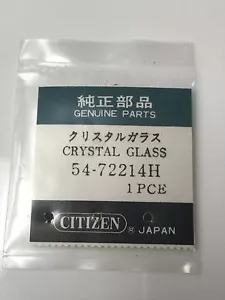 純正部品
GENUINE PARTS
クリスタルガラス
CRYSTAL GLASS
54-72214H
1 PCE
CITIZEN ® JAPAN